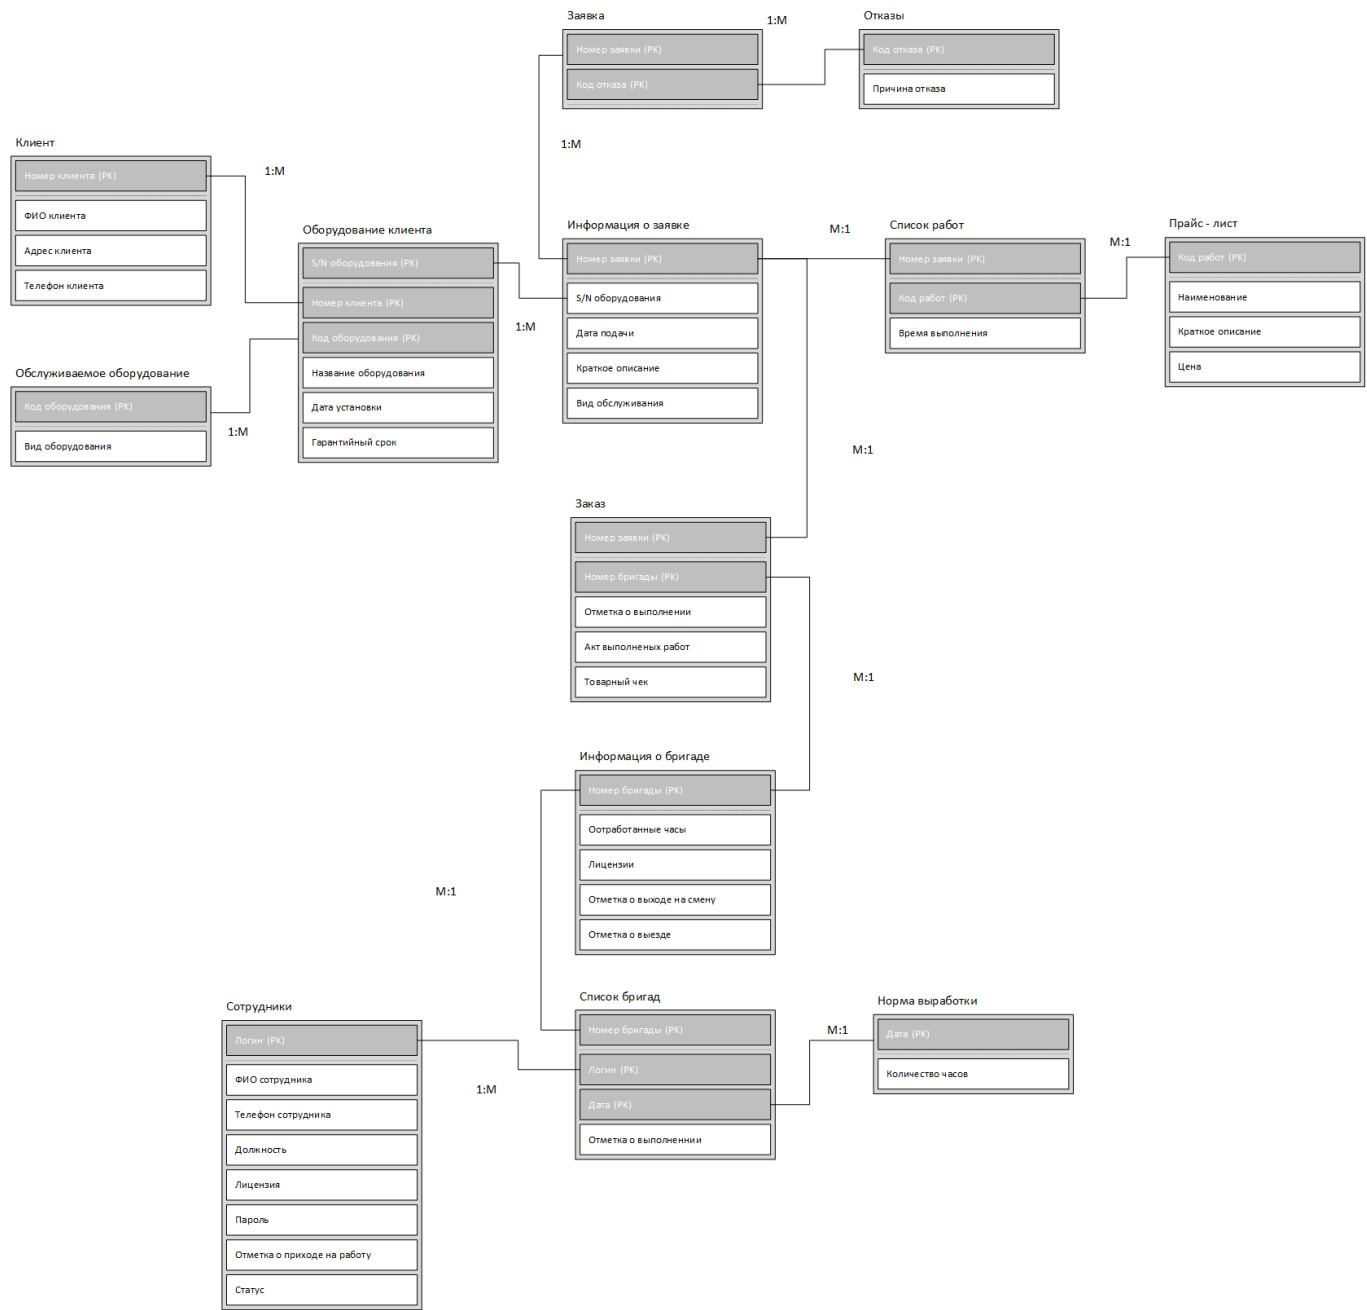 Заявка
1:М
Отказы
Номер заявки (PK)
Код отказа (PK)
Код отказа (PK)
Причина отказа
1:М
Клиент
Номер клиента (PK)
ФИО клиента
Адрес клиента
Телефон клиента
1:М
Оборудование клиента
S/N оборудования (PK)
Номер клиента (PK)
Код оборудования (PK)
Название оборудования
Дата установки
Гарантийный срок
Обслуживаемое оборудование
Код оборудования (PK)
Вид оборудования
1:М
1:М
Информация о заявке
Номер заявки (PK)
S/N оборудования
Дата подачи
Краткое описание
Вид обслуживания
М:1
Список работ
Номер заявки (PK)
Код работ (PK)
Время выполнения
М:1
Прайс - лист
Код работ (PK)
Наименование
Краткое описание
Цена
М:1
Заказ
Номер заявки (PK)
Номер бригады (PK)
Отметка о выполнении
Акт выполненых работ
Товарный чек
М:1
Информация о бригаде
Номер бригады (PK)
Оотработанные часы
Лицензии
Отметка о выходе на смену
Отметка о выезде
М:1
Сотрудники
Логин (PK)
ФИО сотрудника
Телефон сотрудника
Должность
Лицензия
Пароль
Отметка о приходе на работу
Статус
1:М
Список бригад
Номер бригады (PK)
Логин (PK)
Дата (PK)
Отметка о выполненнии
М:1
Норма выработки
Дата (PK)
Количество часов